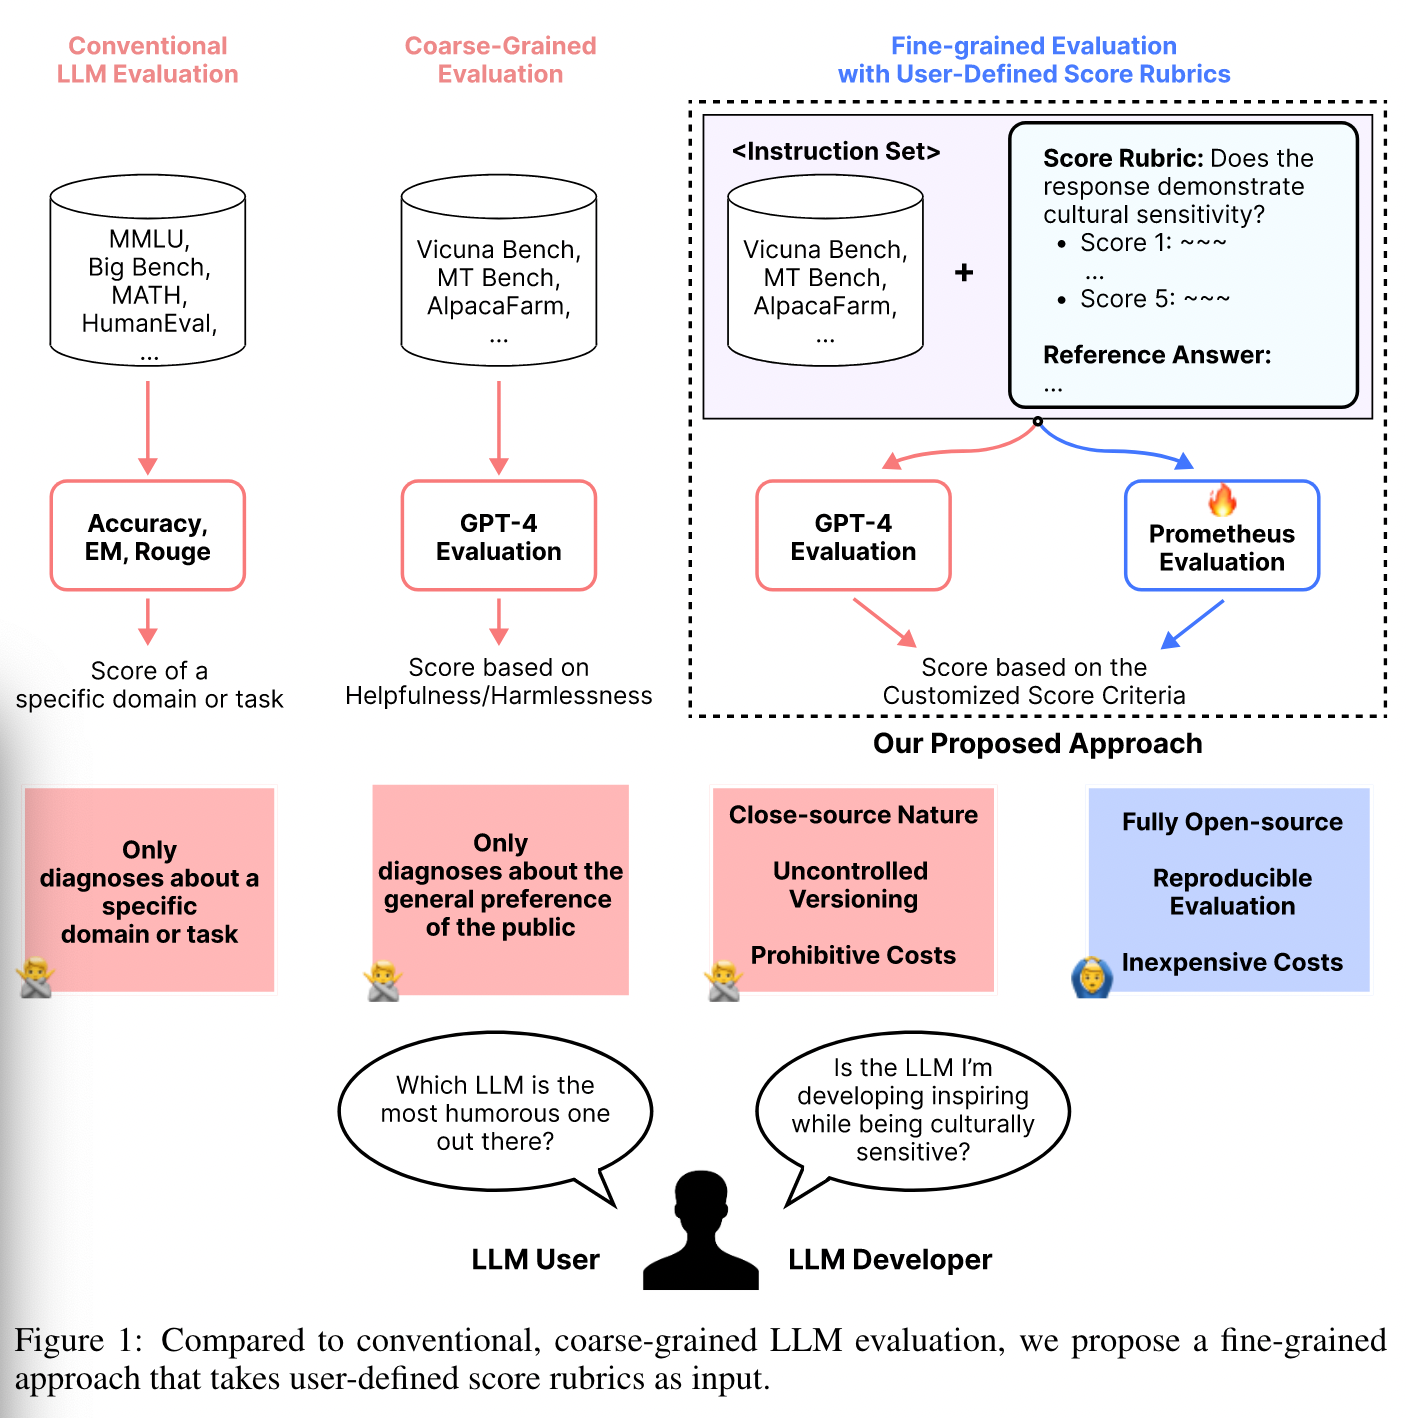 Conventional
LLM Evaluation
Coarse-Grained
Evaluation
Fine-grained Evaluation
with User-Defined Score Rubrics
MMLU,
Big Bench,
MATH,
HumanEval,
...
Vicuna Bench,
MT Bench,
AlpacaFarm,
...
<Instruction Set>
Vicuna Bench,
MT Bench,
AlpacaFarm,
...
+
Score Rubric: Does the
response demonstrate
cultural sensitivity?
• Score 1: ~~~
...
• Score 5: ~~~
Reference Answer:
...
Accuracy,
EM, Rouge
GPT-4
Evaluation
GPT-4
Evaluation
Prometheus
Evaluation
Score of a
specific domain or task
Score based on
Helpfulness/Harmlessness
Score based on the
Customized Score Criteria
Our Proposed Approach
Only
diagnoses about a
specific
domain or task
Only
diagnoses about the
general preference
of the public
Close-source Nature
Uncontrolled
Versioning
Prohibitive Costs
Fully Open-source
Reproducible
Evaluation
Inexpensive Costs
Which LLM is the
most humorous one
out there?
Is the LLM I’m
developing inspiring
while being culturally
sensitive?
LLM User
LLM Developer
Figure 1: Compared to conventional, coarse-grained LLM evaluation, we propose a fine-grained
approach that takes user-defined score rubrics as input.